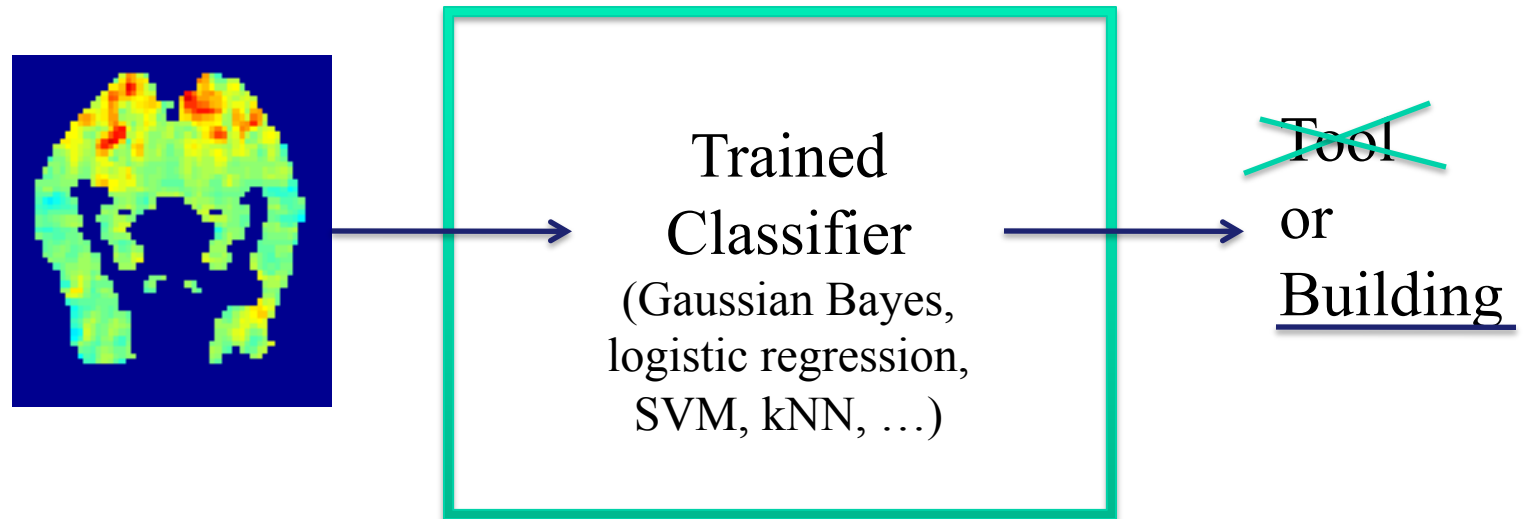 Trained
Classifier
(Gaussian Bayes,
logistic regression,
SVM, kNN, …)
Tool
or
Building